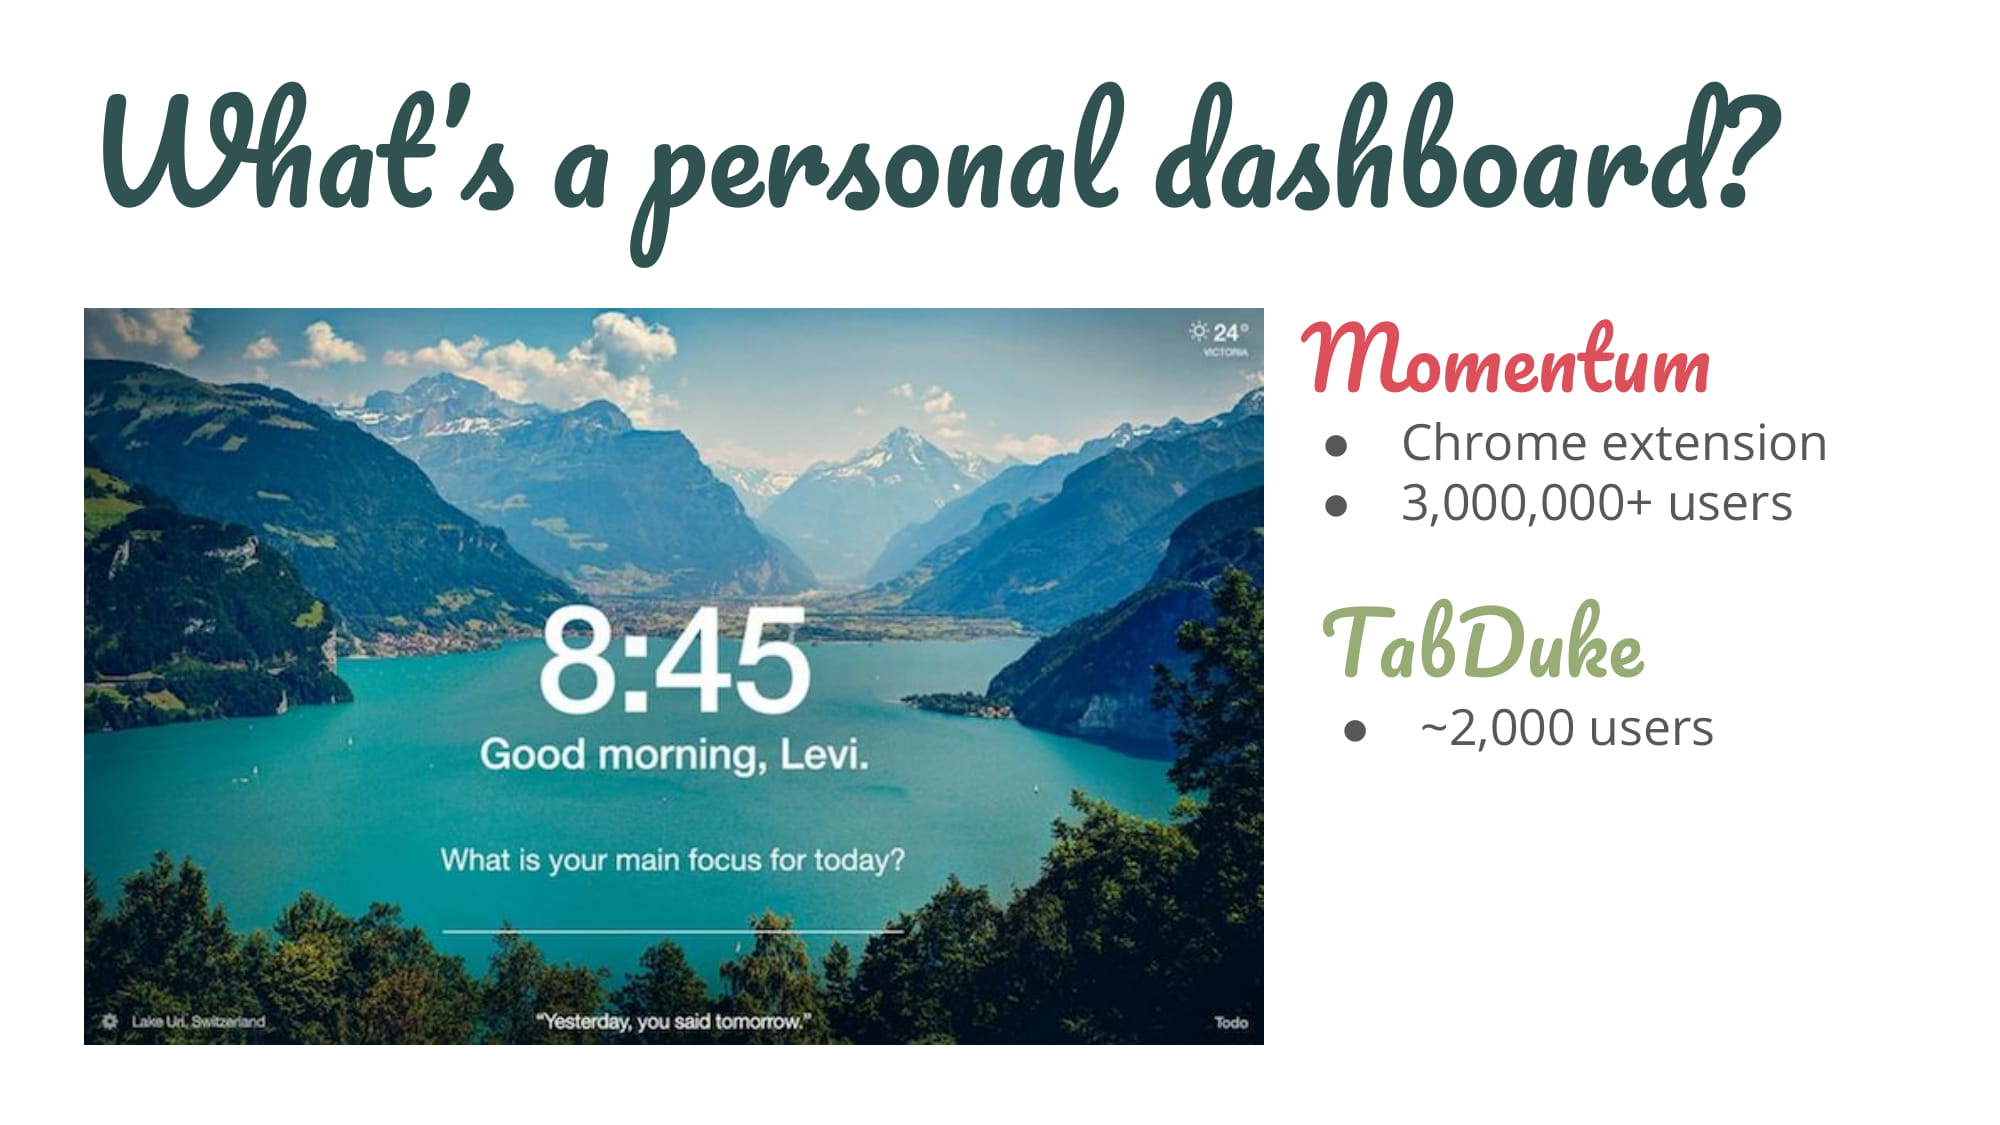 What's a personal dashboard?
24°
VICTORIA
8:45
Good morning, Levi.
What is your main focus for today?
Lake Uri, Switzerland
“Yesterday, you said tomorrow.”
Todo
Momentum
● Chrome extension
● 3,000,000+ users
TabDuke
● ~2,000 users